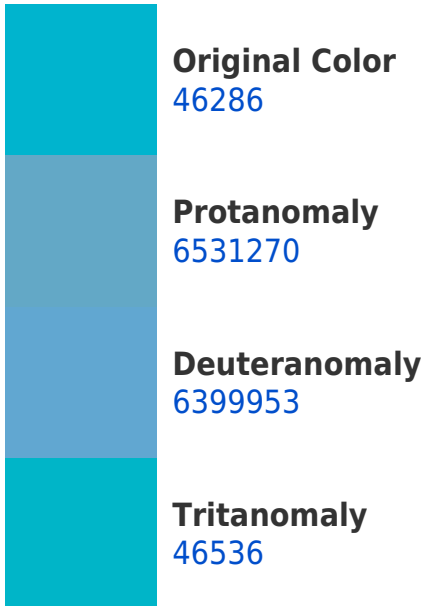 Original Color
46286
Protanomaly
6531270
Deuteranomaly
6399953
Tritanomaly
46536